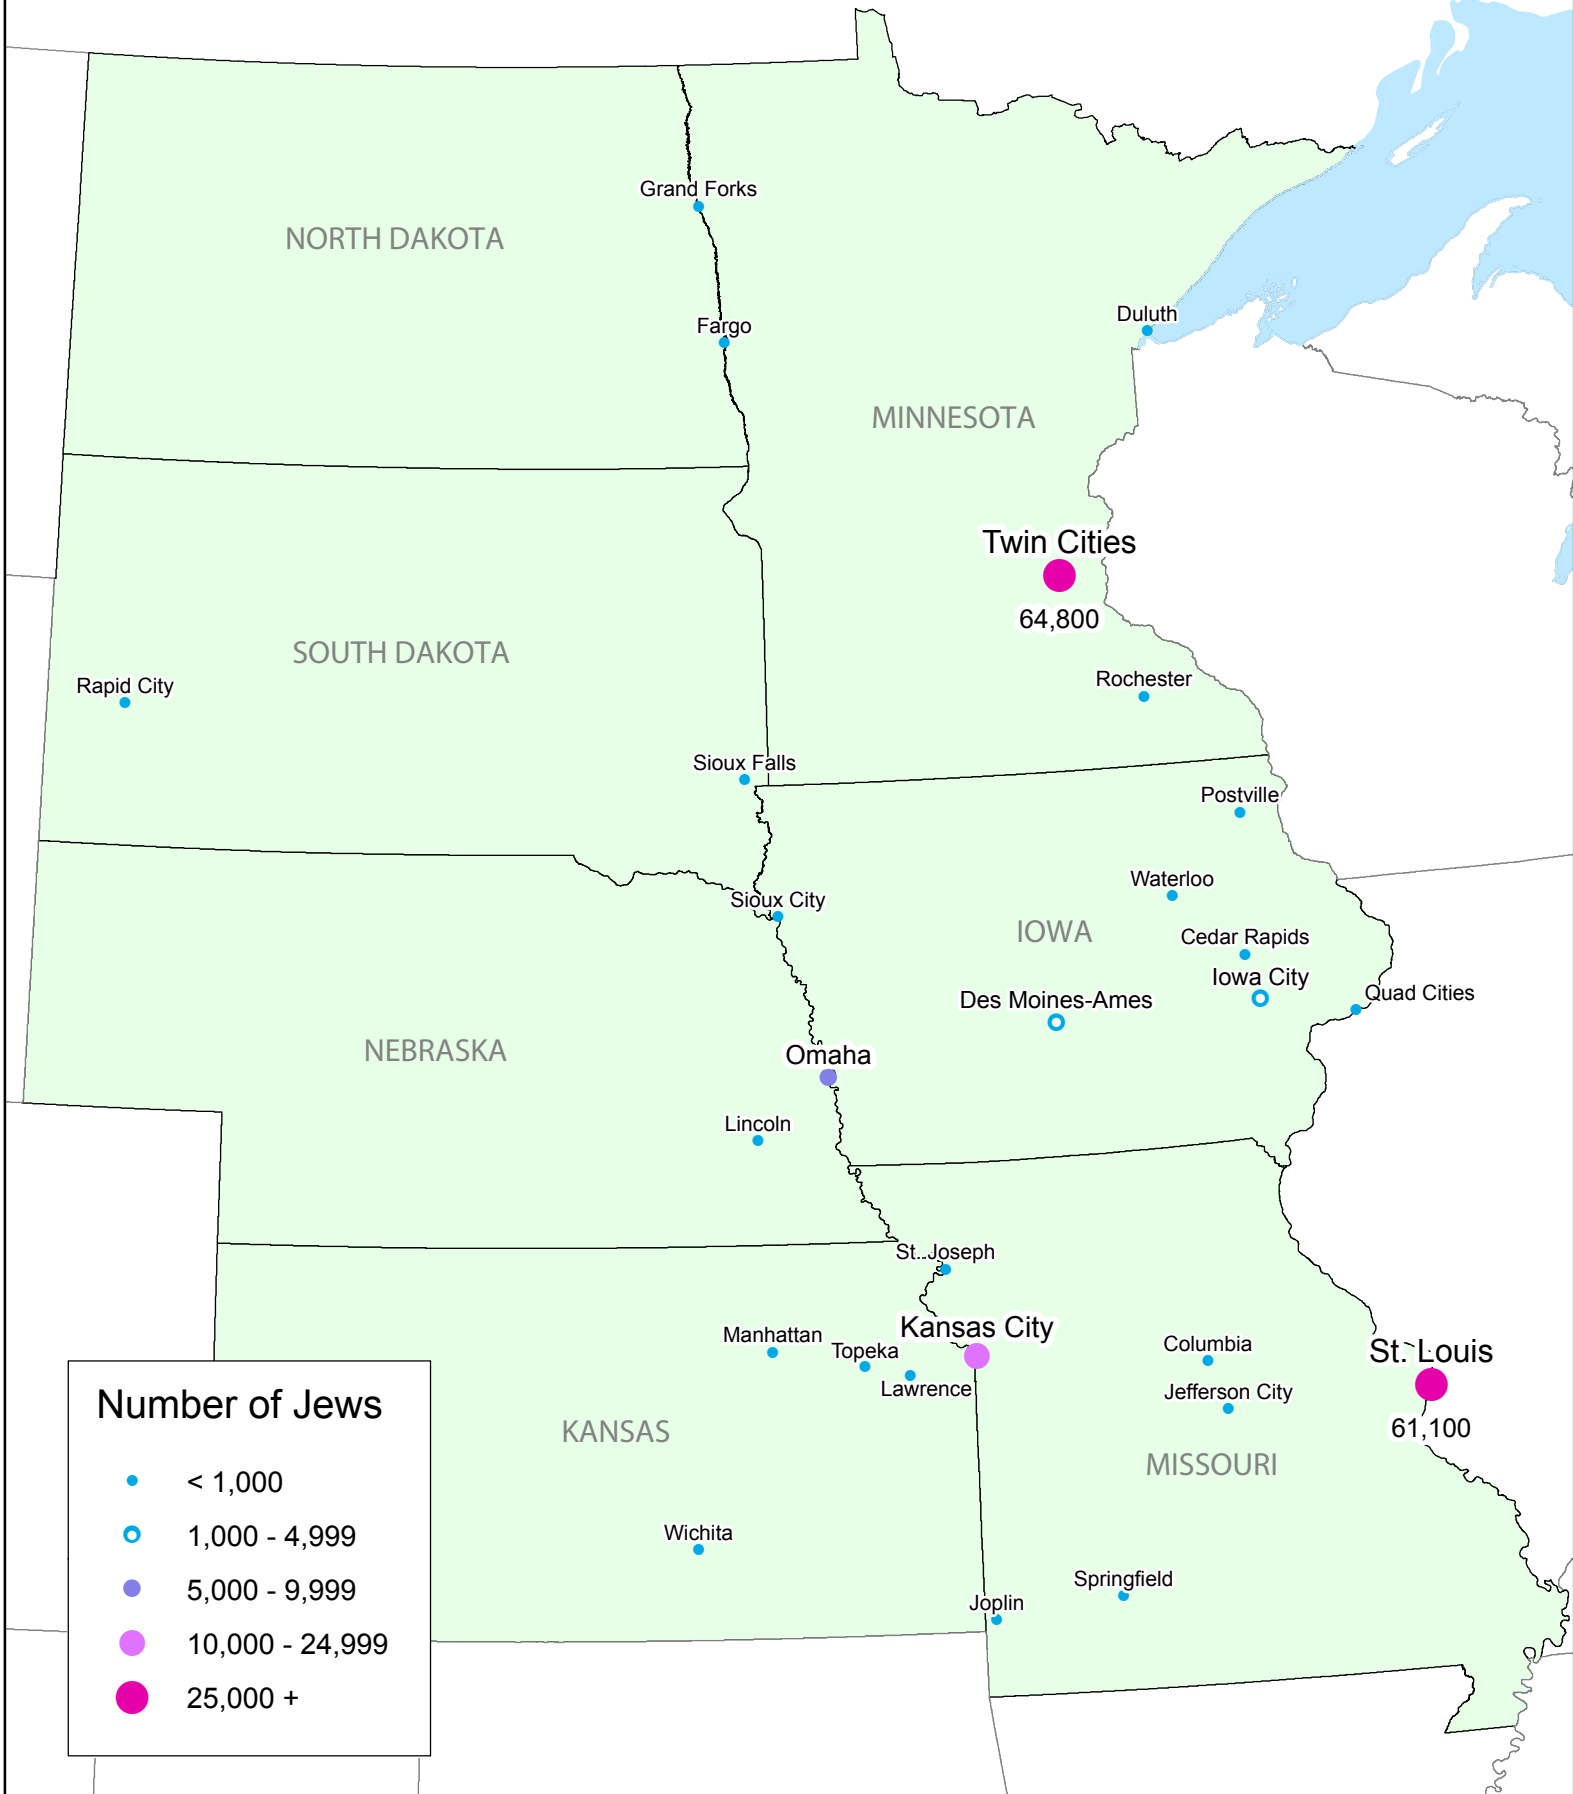 Grand Forks
NORTH DAKOTA
Fargo
Duluth
MINNESOTA
Twin Cities
64,800
SOUTH DAKOTA
Rapid City
Rochester
Sioux Falls
Postville
Waterloo
Sioux City
IOWA
Cedar Rapids
Iowa City
Des Moines-Ames
Quad Cities
NEBRASKA
Omaha
Lincoln
St. Joseph
Kansas City
Manhattan
Topeka
Lawrence
Columbia
St. Louis
Jefferson City
61,100
KANSAS
MISSOURI
Wichita
Springfield
Joplin
Number of Jews
< 1,000
1,000 - 4,999
5,000 - 9,999
10,000 - 24,999
25,000 +